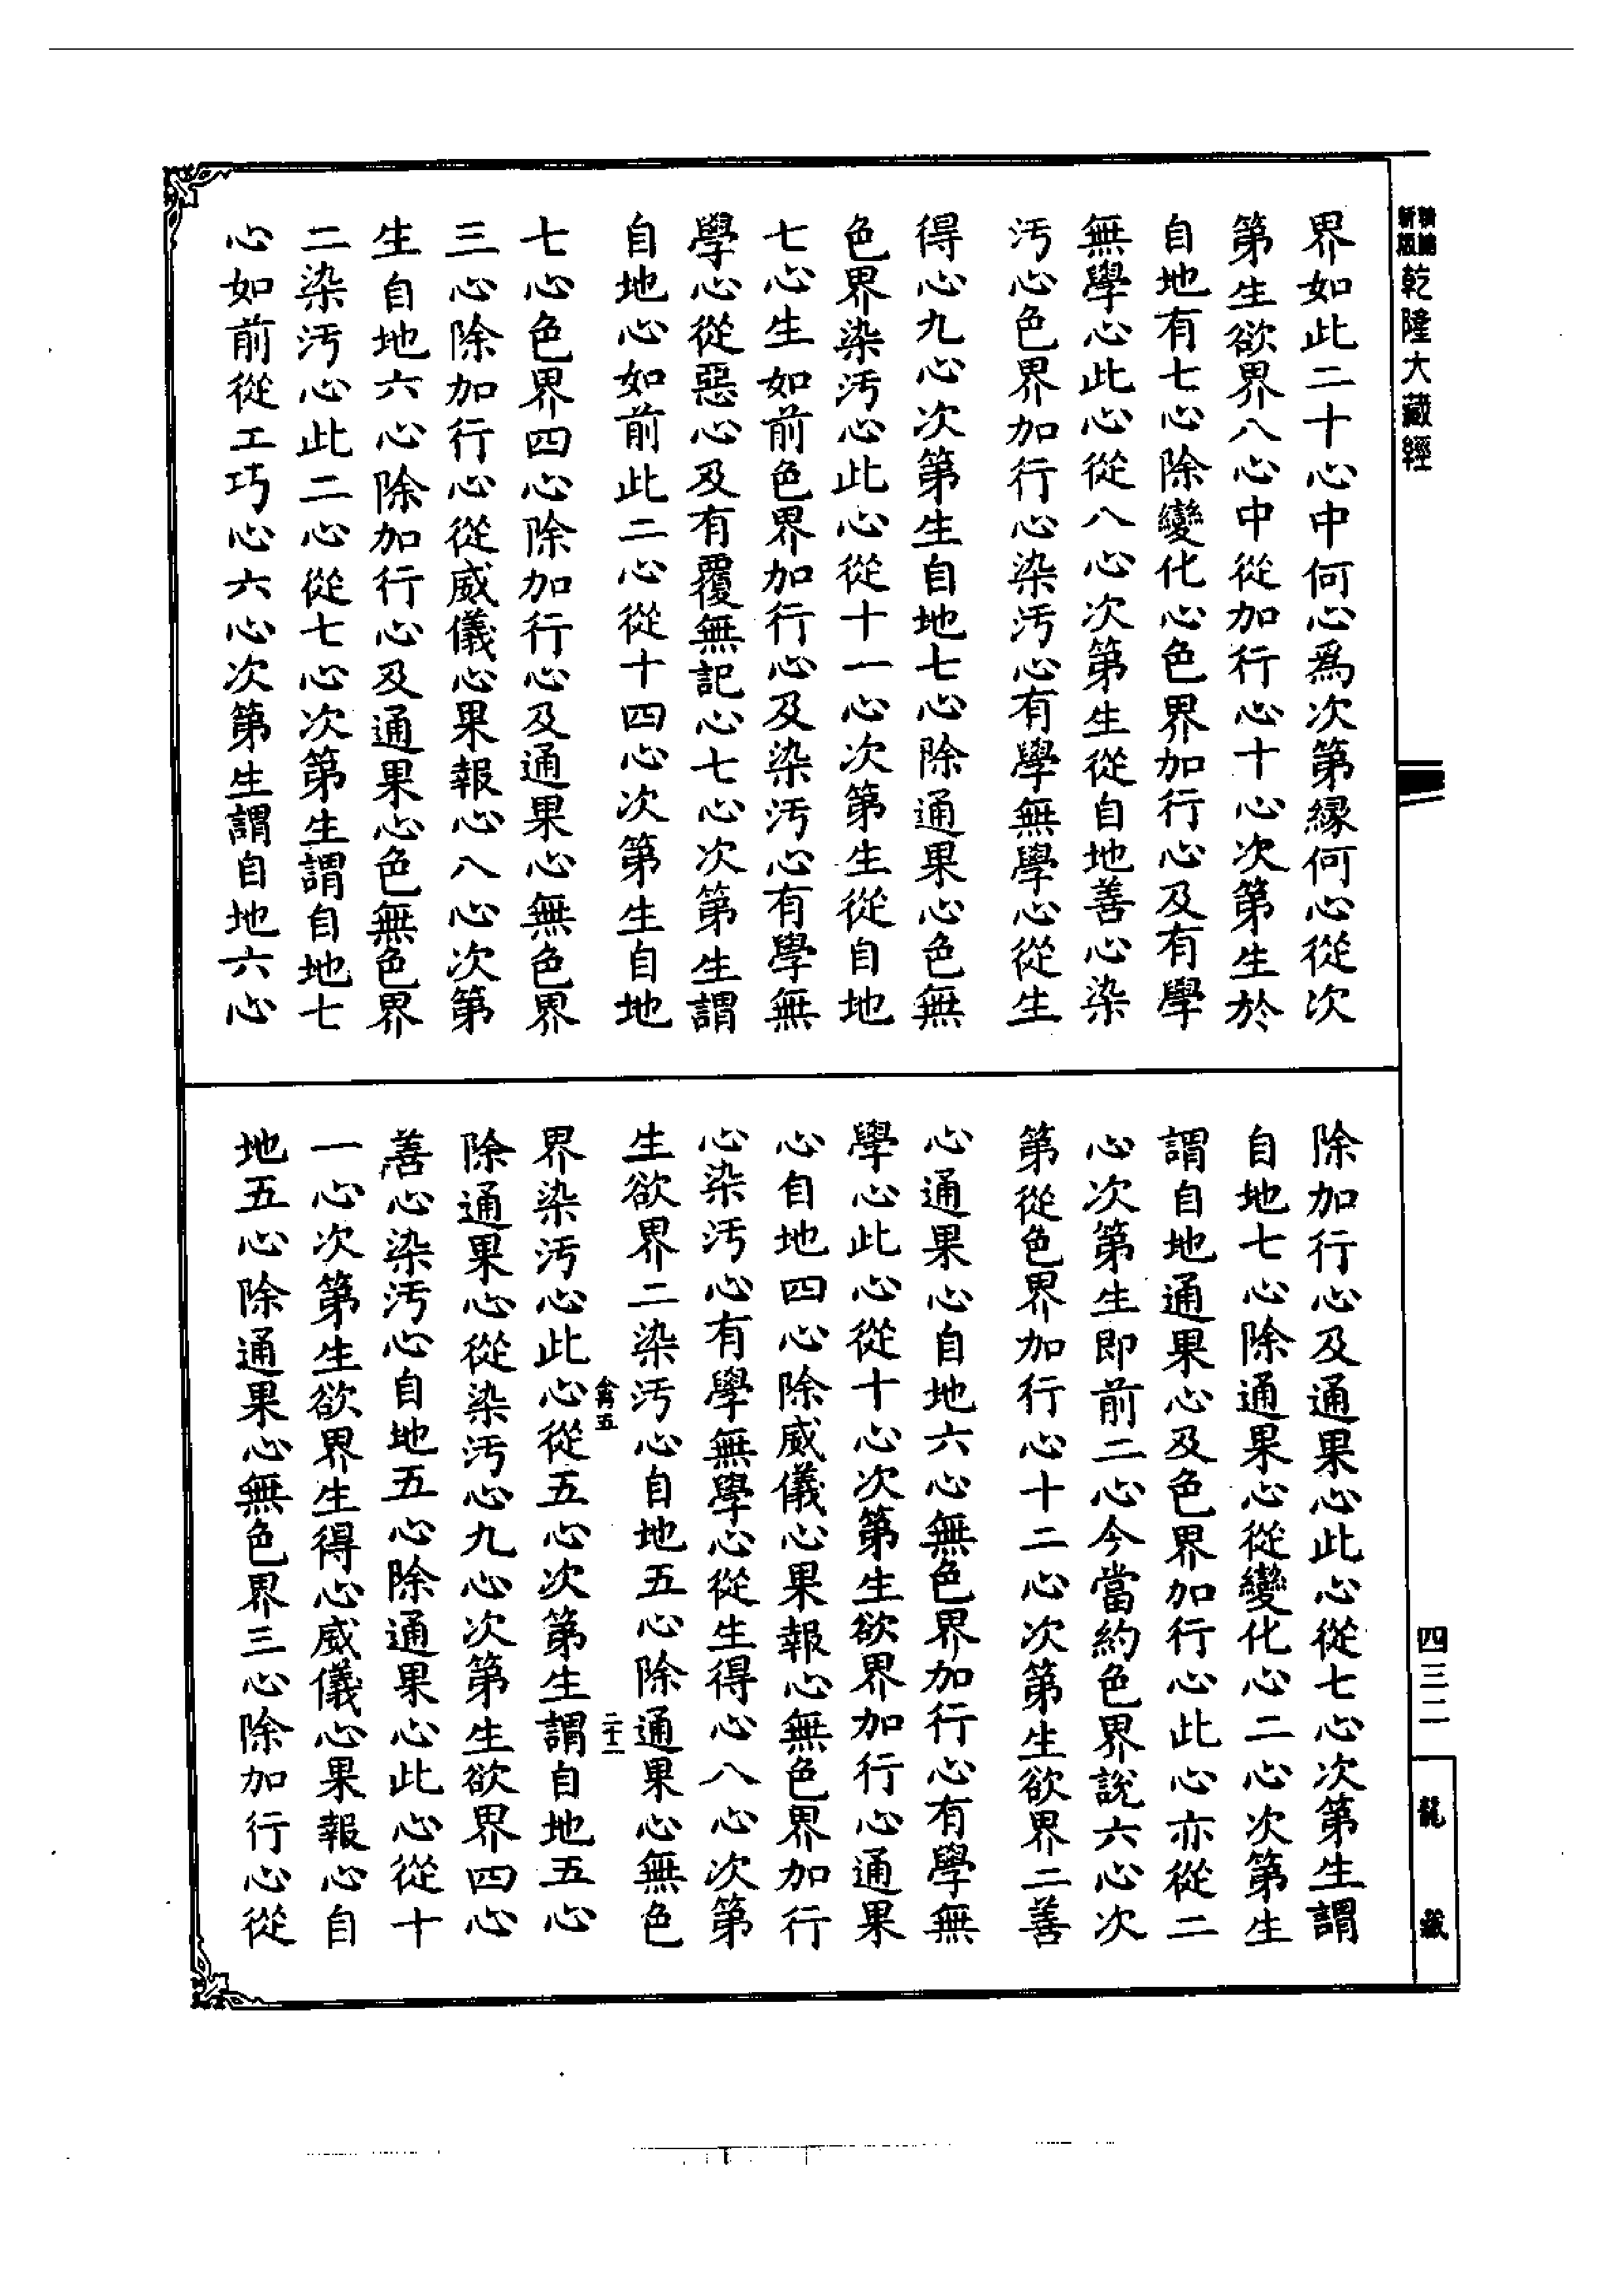 精繪
新版
乾隆大藏經
界如此二十心中何心爲次第緣何心從次
第生欲界八心中從加行心十心次第生於
自地有七心除變化心色界加行心及有學
無學心此心從八心次第生從自地善心染
汚心色界加行心染汚心有學無學心從生
得心九心次第生自地七心除通果心色無
色界染汚心此心從十一心次第生從自地
七心生如前色界加行心及染汚心有學無
學心從惡心及有覆無記心七心次第生謂
自地心如前此二心從十四心次第生自地
七心色界四心除加行心及通果心無色界
三心除加行心從威儀心果報心八心次第
生自地六心除加行心及通果心色無色界
二染汚心此二心從七心次第生謂自地七
心如前從工巧心六心次第生謂自地六心
除加行心及通果心此心從七心次第生謂
自地七心除通果心從變化心二心次第生
謂自地通果心及色界加行心此心亦從二
心次第生即前二心今當約色界說六心次
第從色界加行心十二心次第生欲界二善
心通果心自地六心無色界加行心有學無
學心此心從十心次第生欲界加行心通果
心自地四心除威儀心果報心無色界加行
心染汚心有學無學心從生得心八心次第
生欲界二染汚心自地五心除通果心無色
禽五 二十二
界染汚心此心從五心次第生謂自地五心
除通果心從染汚心九心次第生欲界四心
善心染汚心自地五心除通果心此心從十
一心次第生欲界生得心威儀心果報心自
地五心除通果心無色界三心除加行心從
四三二
龍藏